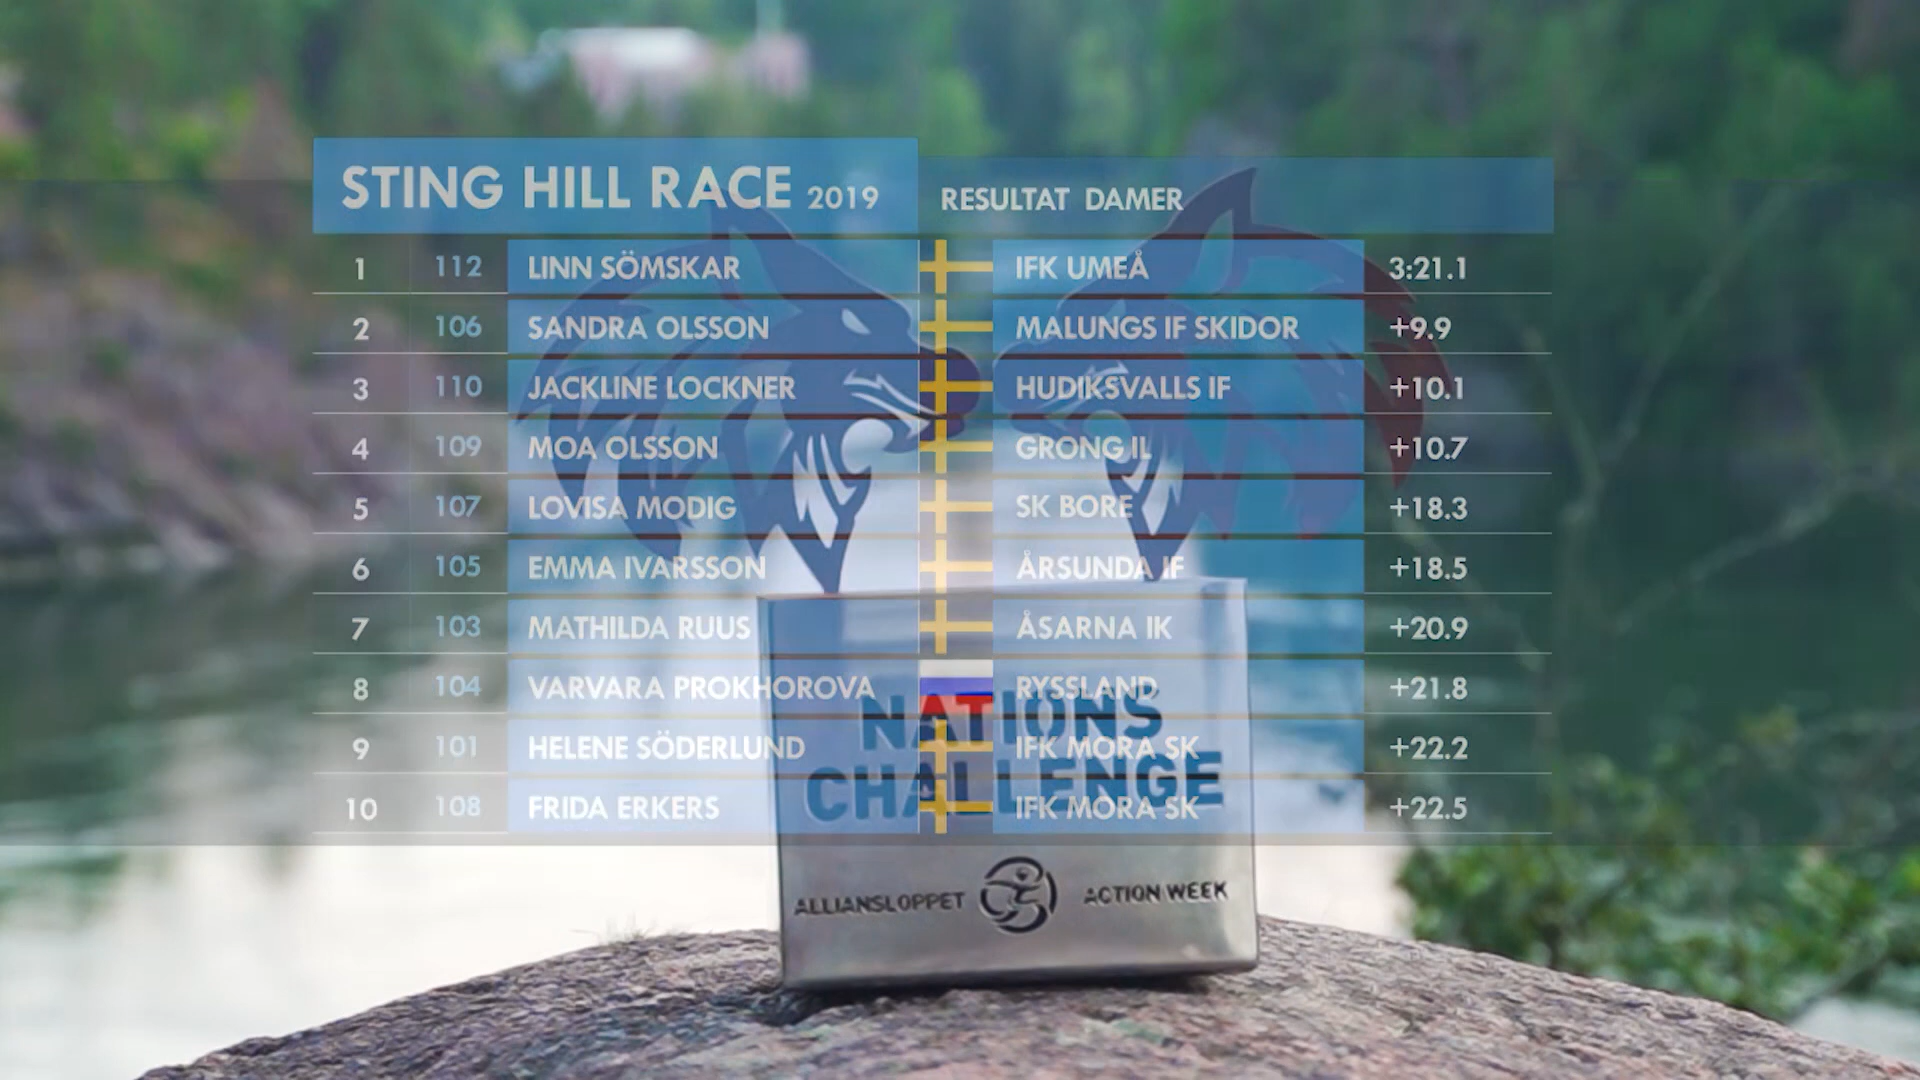 STING HILL RACE 2019 RESULTAT DAMER
1 112 LINN SÖMSKAR IFK UMEÅ 3:21.1
2 106 SANDRA OLSSON MALUNGS IF SKIDOR +9.9
3 110 JACKLINE LOCKNER HUDIKSVALLS IF +10.1
4 109 MOA OLSSON GRONG IL +10.7
5 107 LOVISA MODIG SK BORE +18.3
6 105 EMMA IVARSSON ÅRSUNDA IF +18.5
7 103 MATHILDA RUUS ÅSARNA IK +20.9
8 104 VARVARA PROKHOROVA RYSSLAND +21.8
9 101 HELENE SÖDERLUND IFK MORA SK +22.2
10 108 FRIDA ERKERS IFK MORA SK +22.5
NATIONS
CHALLENGE
ALLIANSLOPPET ACTION WEEK